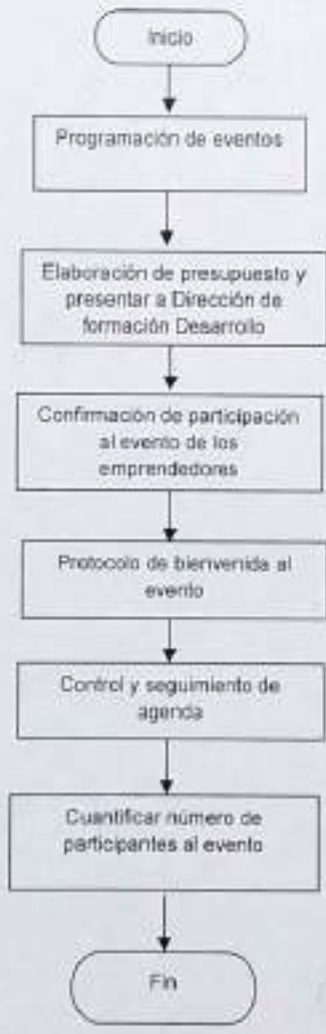 Inicio
Programación de eventos
Elaboración de presupuesto y
presentar a Dirección de
formación Desarrollo
Confirmación de participación
al evento de los
emprendedores
Protocolo de bienvenida al
evento
Control y seguimiento de
agenda
Cuantificar número de
participantes al evento
Fin